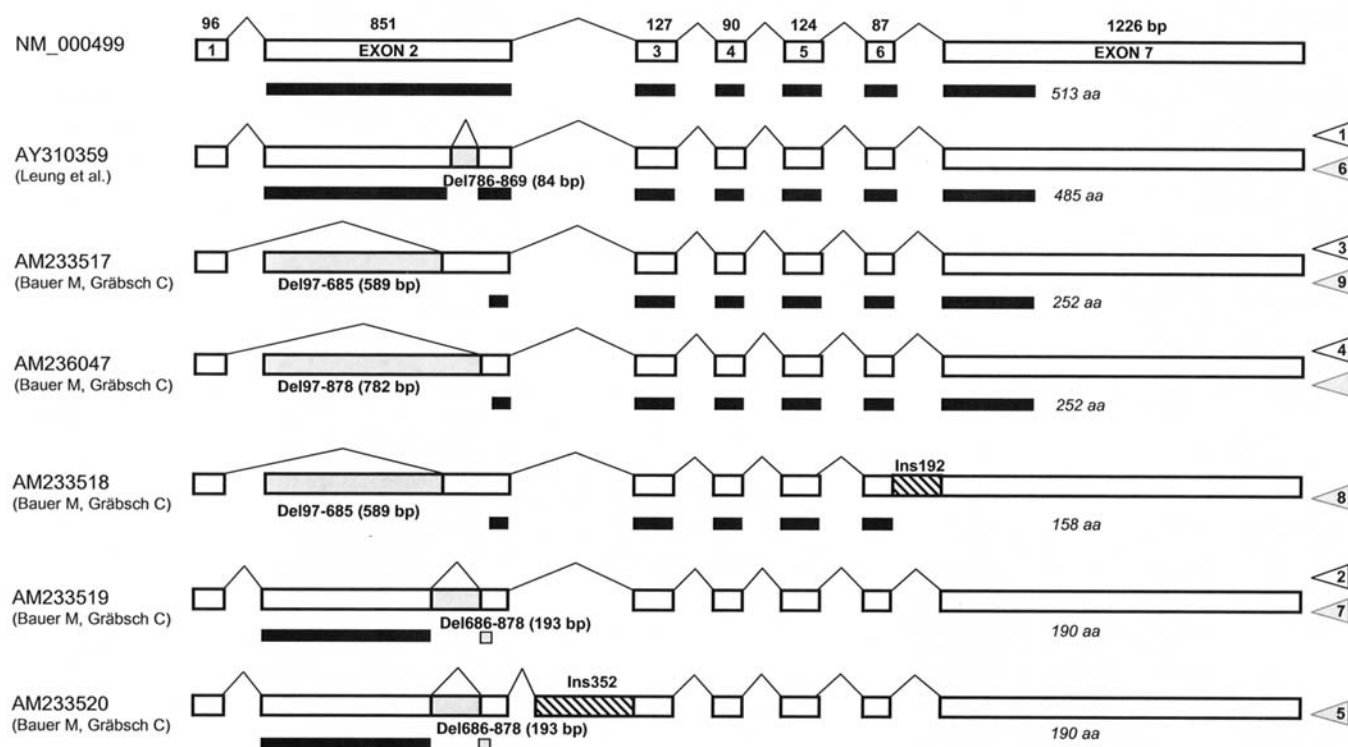 96 851 127 90 124 87 1226 bp
NM_000499 1 EXON 2 3 4 5 6 EXON 7
513 aa
1
AY310359
(Leung et al.)
6
Del786-869 (84 bp)
485 aa
3
AM233517
(Bauer M, Gräbsch C)
9
Del97-685 (589 bp)
252 aa
4
AM236047
(Bauer M, Gräbsch C)
Del97-878 (782 bp)
252 aa
Ins192
AM233518
(Bauer M, Gräbsch C)
8
Del97-685 (589 bp)
158 aa
2
AM233519
(Bauer M, Gräbsch C)
7
Del686-878 (193 bp)
190 aa
Ins352
AM233520
(Bauer M, Gräbsch C)
5
Del686-878 (193 bp)
190 aa